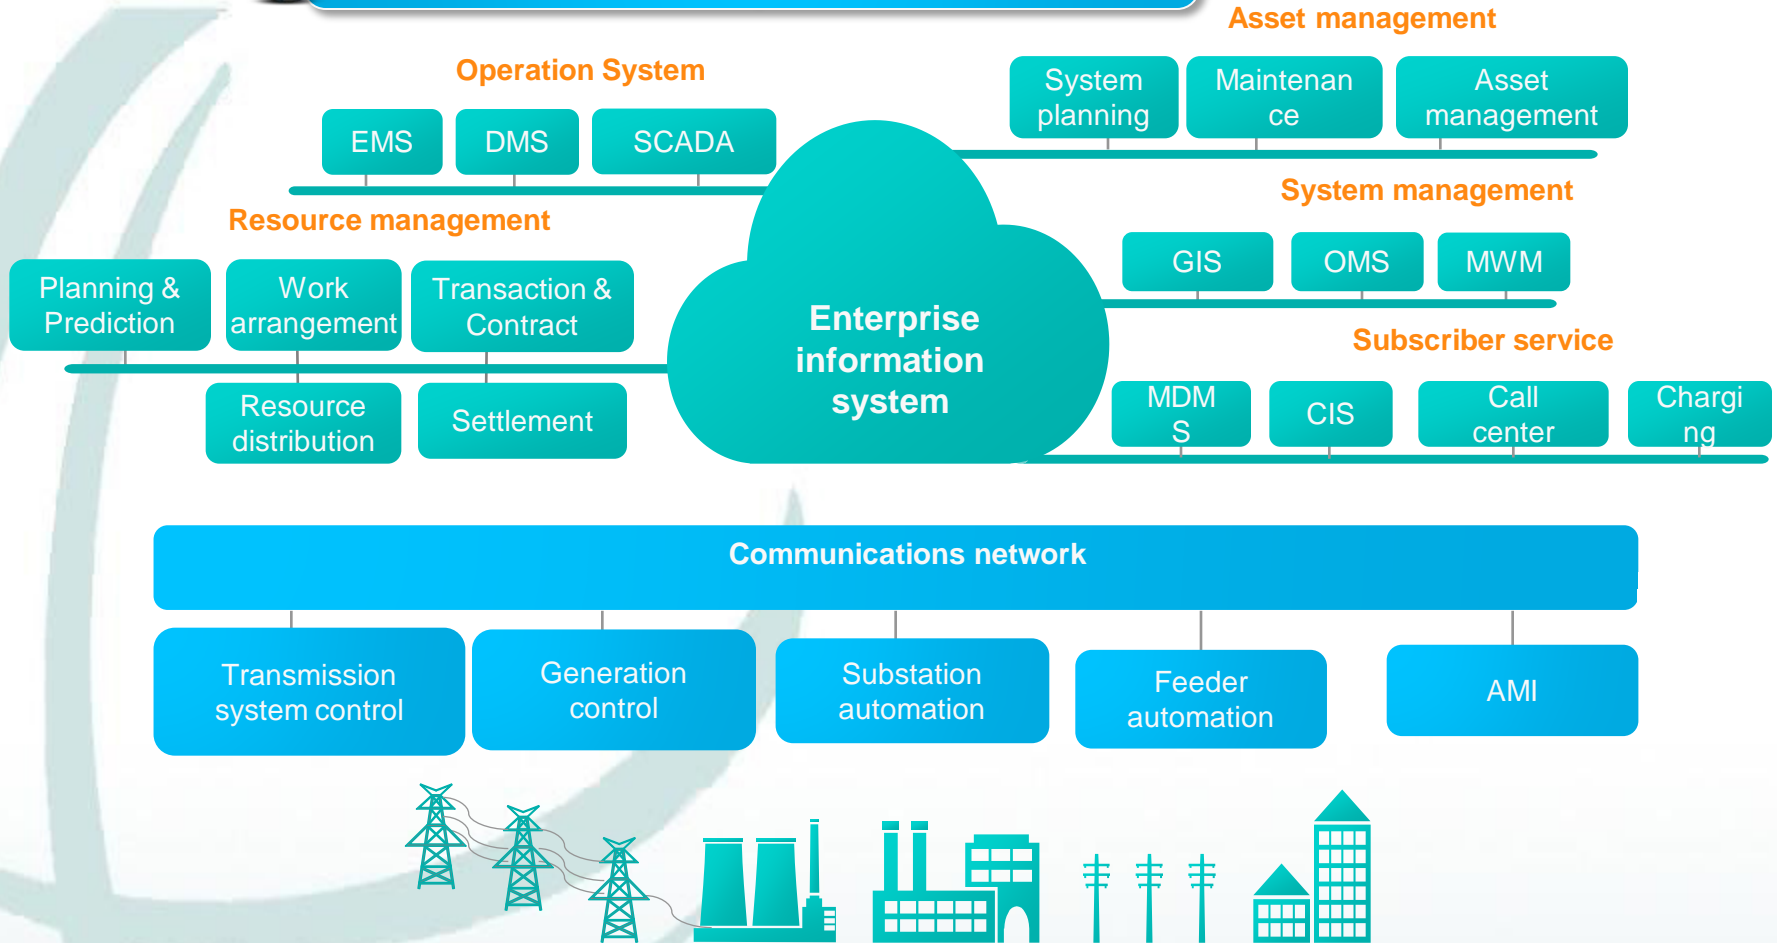 Asset management
System
planning
Maintenan
ce
Asset
management
Operation System
EMS
DMS
SCADA
System management
GIS
OMS
MWM
Resource management
Planning &
Prediction
Work
arrangement
Transaction &
Contract
Resource
distribution
Settlement
Enterprise
information
system
Subscriber service
MDM
S
CIS
Call
center
Chargi
ng
Communications network
Transmission
system control
Generation
control
Substation
automation
Feeder
automation
AMI